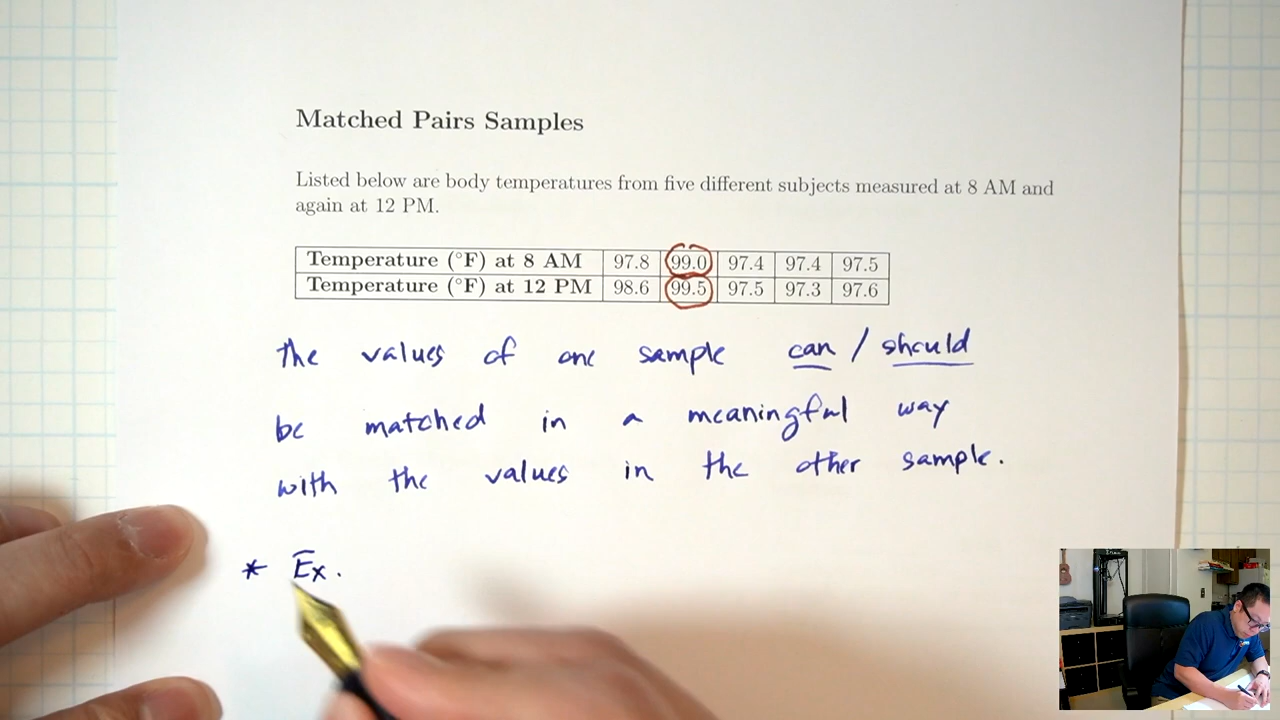 Matched Pairs Samples
Listed below are body temperatures from five different subjects measured at 8 AM and
again at 12 PM.
Temperature (°F) at 8 AM 97.8 99.0 97.4 97.4 97.5
Temperature (°F) at 12 PM 98.6 99.5 97.5 97.3 97.6
the values of one sample can / should
be matched in a meaningful way
with the values in the other sample.
* Ex.